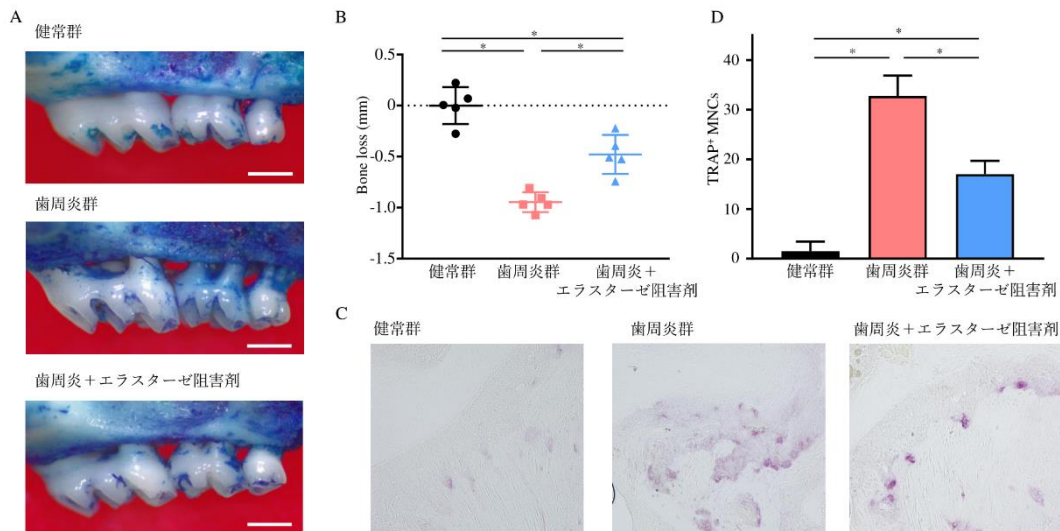 A
健常群
歯周炎群
歯周炎＋エラスターゼ阻害剤
B
* 
* *
0.5
0
-0.5
-1.0
-1.5
Bone loss (mm)
健常群
歯周炎群
歯周炎＋
エラスターゼ阻害剤
C
健常群
歯周炎群
歯周炎＋エラスターゼ阻害剤
D
*
* *
40
30
20
10
0
TRAP⁺ MNCs
健常群
歯周炎群
歯周炎＋
エラスターゼ阻害剤